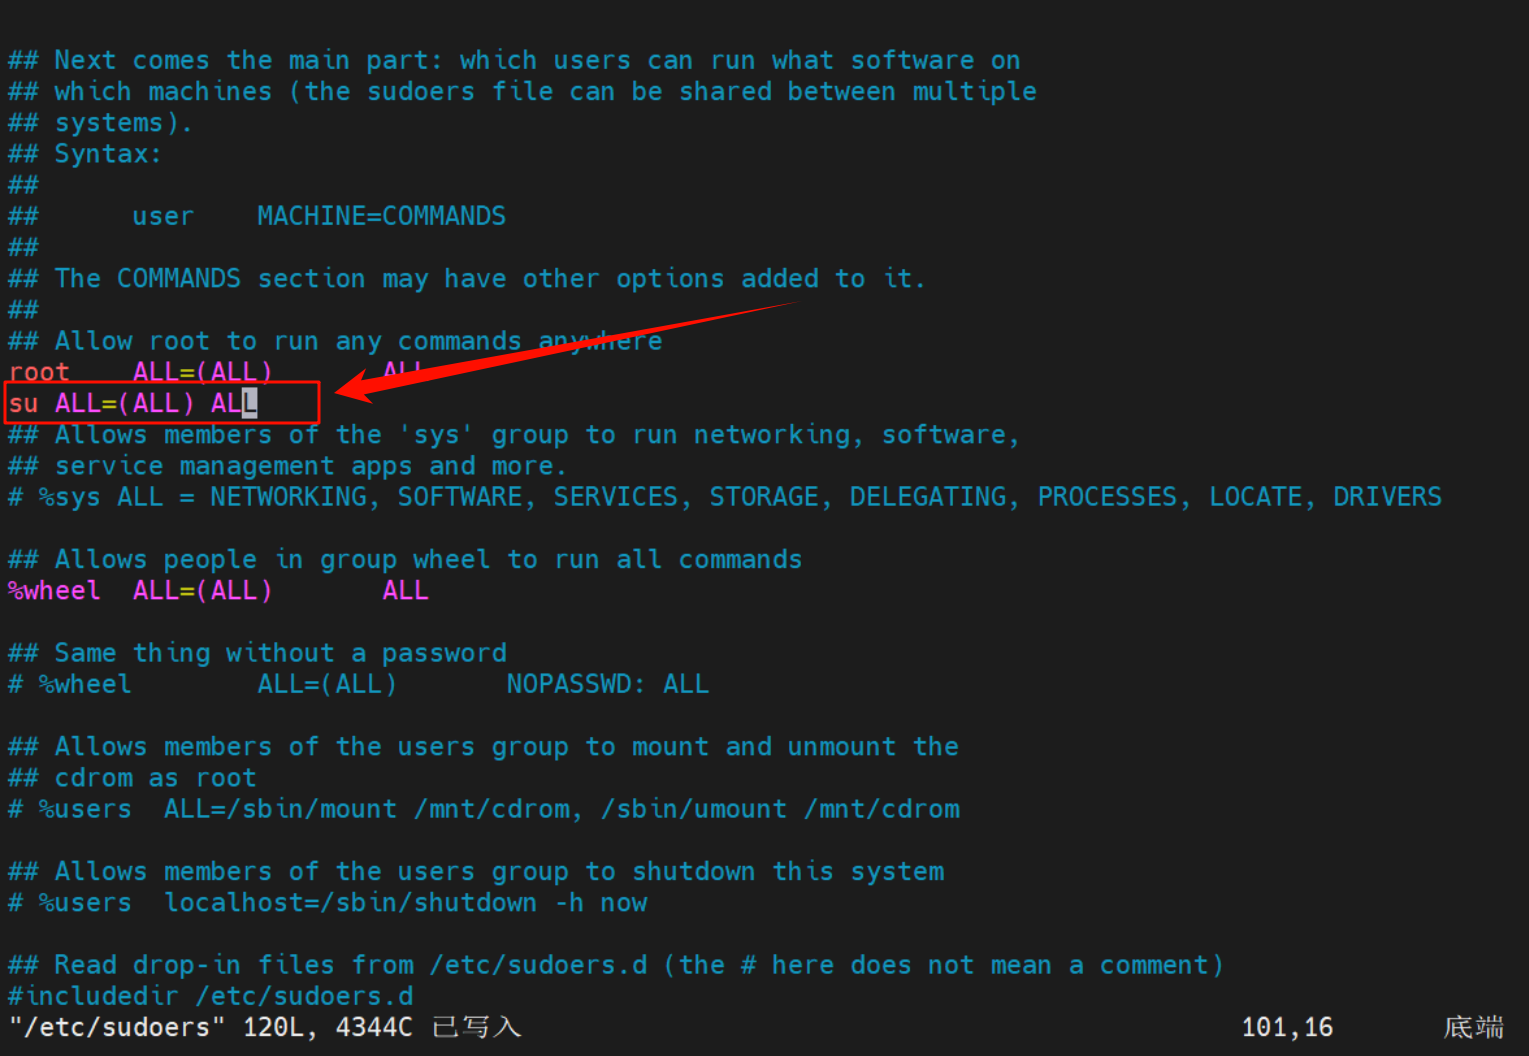 ## Next comes the main part: which users can run what software on
## which machines (the sudoers file can be shared between multiple
## systems).
## Syntax:
##
##      user    MACHINE=COMMANDS
##
## The COMMANDS section may have other options added to it.
##
## Allow root to run any commands anywhere
root    ALL=(ALL)       ALL
su ALL=(ALL) ALL
## Allows members of the 'sys' group to run networking, software,
## service management apps and more.
# %sys ALL = NETWORKING, SOFTWARE, SERVICES, STORAGE, DELEGATING, PROCESSES, LOCATE, DRIVERS
## Allows people in group wheel to run all commands
%wheel  ALL=(ALL)       ALL
## Same thing without a password
# %wheel        ALL=(ALL)       NOPASSWD: ALL
## Allows members of the users group to mount and unmount the
## cdrom as root
# %users  ALL=/sbin/mount /mnt/cdrom, /sbin/umount /mnt/cdrom
## Allows members of the users group to shutdown this system
# %users  localhost=/sbin/shutdown -h now
## Read drop-in files from /etc/sudoers.d (the # here does not mean a comment)
#includedir /etc/sudoers.d
"/etc/sudoers" 120L, 4344C 已写入 101,16 底端